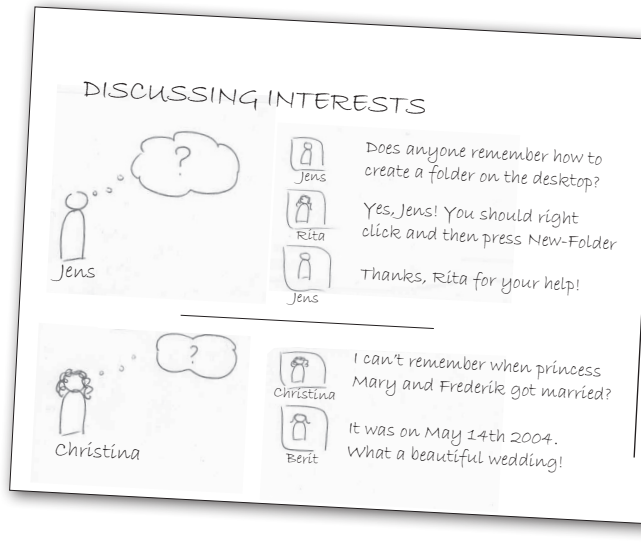 DISCUSSING INTERESTS
?
Jens
Jens
Does anyone remember how to
create a folder on the desktop?
Rita
Yes, Jens! You should right
click and then press New-Folder
Jens
Thanks, Rita for your help!
?
Christina
Christina
I can't remember when princess
Mary and Frederik got married?
Berit
It was on May 14th 2004.
What a beautiful wedding!